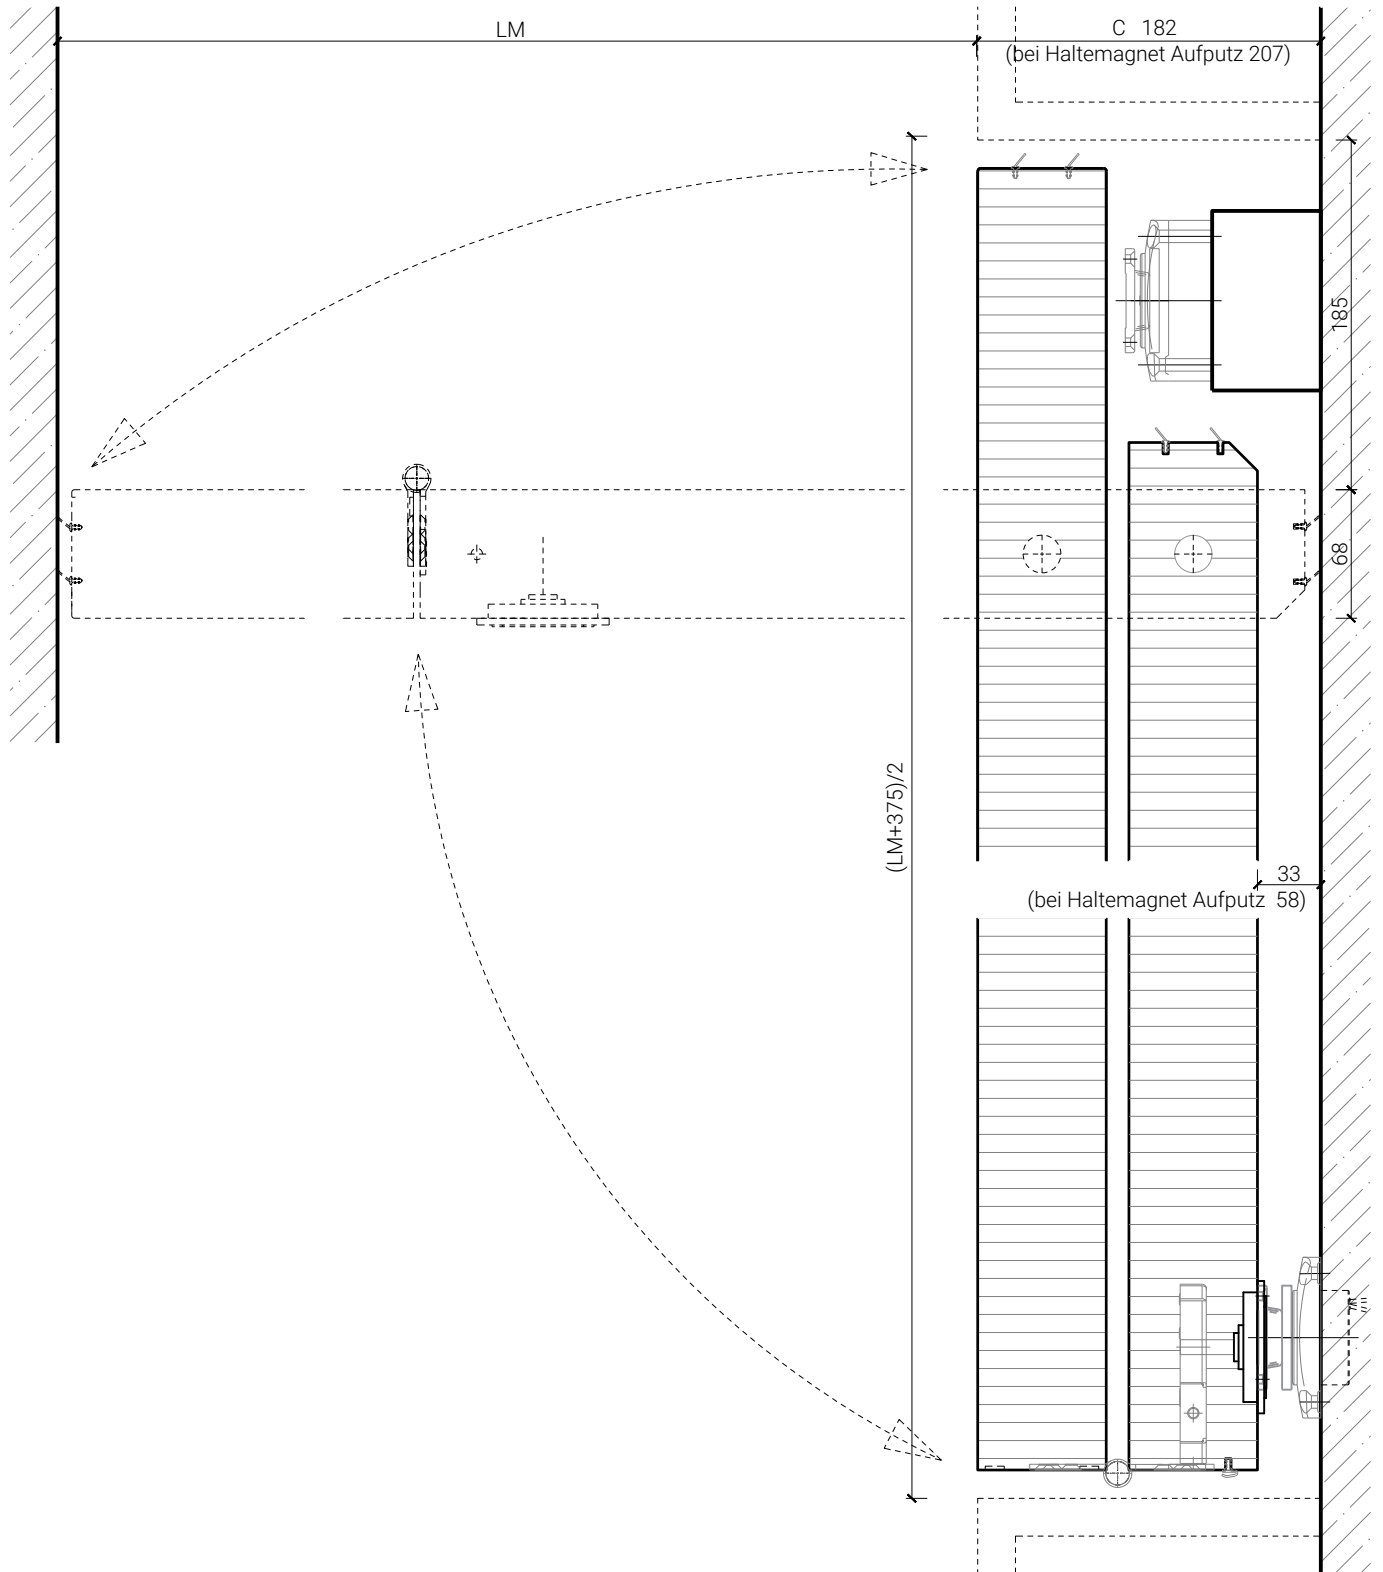 LM
C 182
(bei Haltemagnet Aufputz 207)
185
68
(LM+375)/2
33
(bei Haltemagnet Aufputz 58)